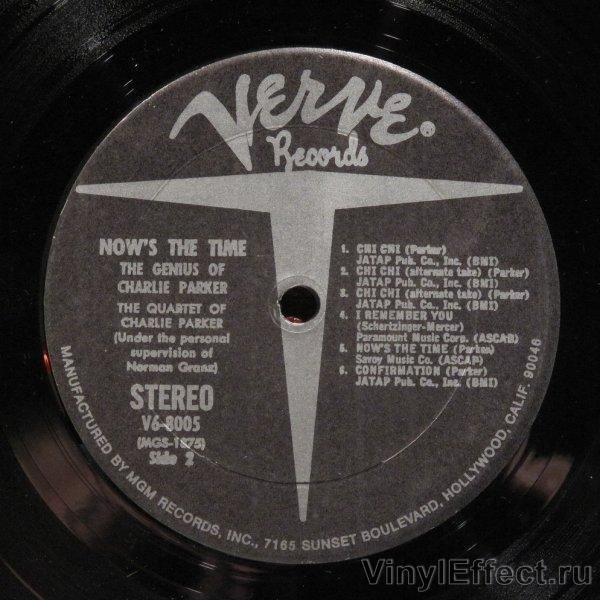 Verve®
Records
NOW'S THE TIME
THE GENIUS OF
CHARLIE PARKER
THE QUARTET OF
CHARLIE PARKER
(Under the personal
supervision of
Norman Granz)
STEREO
V6-8005
(MGS-1875)
Side 2
1. CHI CHI (Parker)
JATAP Pub. Co., Inc. (BMI)
2. CHI CHI (alternate take) (Parker)
JATAP Pub. Co., Inc. (BMI)
3. CHI CHI (alternate take) (Parker)
JATAP Pub. Co., Inc. (BMI)
4. I REMEMBER YOU
(Schertzinger-Mercer)
Paramount Music Corp. (ASCAP)
5. NOW'S THE TIME (Parker)
Savoy Music Co. (ASCAP)
6. CONFIRMATION (Parker)
JATAP Pub. Co., Inc. (BMI)
MANUFACTURED BY MGM RECORDS, INC., 7165 SUNSET BOULEVARD, HOLLYWOOD, CALIF. 90046
VinylEffect.ru